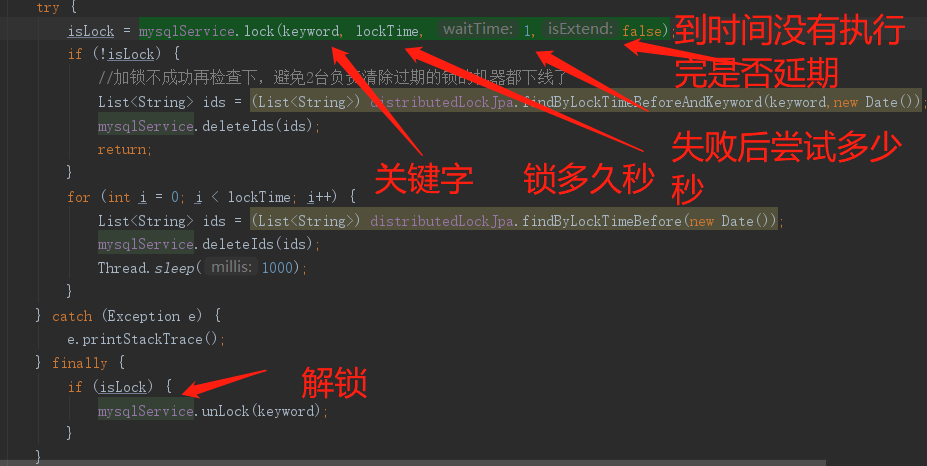 try {
isLock = mysqlService.lock(keyword, lockTime, waitTime: 1, isExtend: false);
到时间没有执行
完是否延期
if (!isLock) {
//加锁不成功再检查下，避免2台负责清除过期的锁的机器都下线了
List<String> ids = (List<String>) distributedLockJpa.findByLockTimeBeforeAndKeyword(keyword,new Date());
mysqlService.deleteIds(ids);
return;
}
关键字
锁多久秒
失败后尝试多少
秒
for (int i = 0; i < lockTime; i++) {
List<String> ids = (List<String>) distributedLockJpa.findByLockTimeBefore(new Date());
mysqlService.deleteIds(ids);
Thread.sleep( millis: 1000);
}
} catch (Exception e) {
e.printStackTrace();
} finally {
if (isLock) {
解锁
mysqlService.unLock(keyword);
}
}